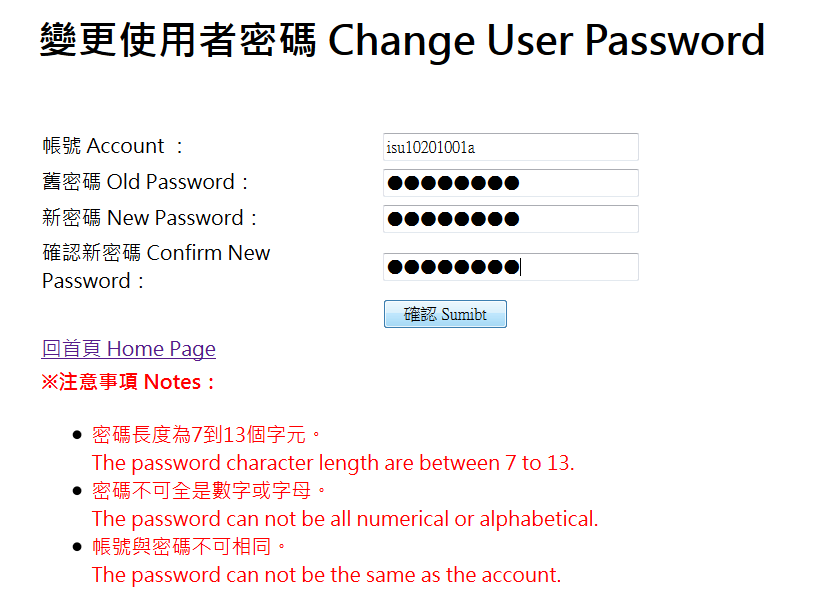 變更使用者密碼 Change User Password
帳號 Account ： isu10201001a
舊密碼 Old Password： ●●●●●●●●
新密碼 New Password： ●●●●●●●●
確認新密碼 Confirm New
Password： ●●●●●●●●
確認 Sumibt
回首頁 Home Page
※注意事項 Notes：
● 密碼長度為7到13個字元。
The password character length are between 7 to 13.
● 密碼不可全是數字或字母。
The password can not be all numerical or alphabetical.
● 帳號與密碼不可相同。
The password can not be the same as the account.